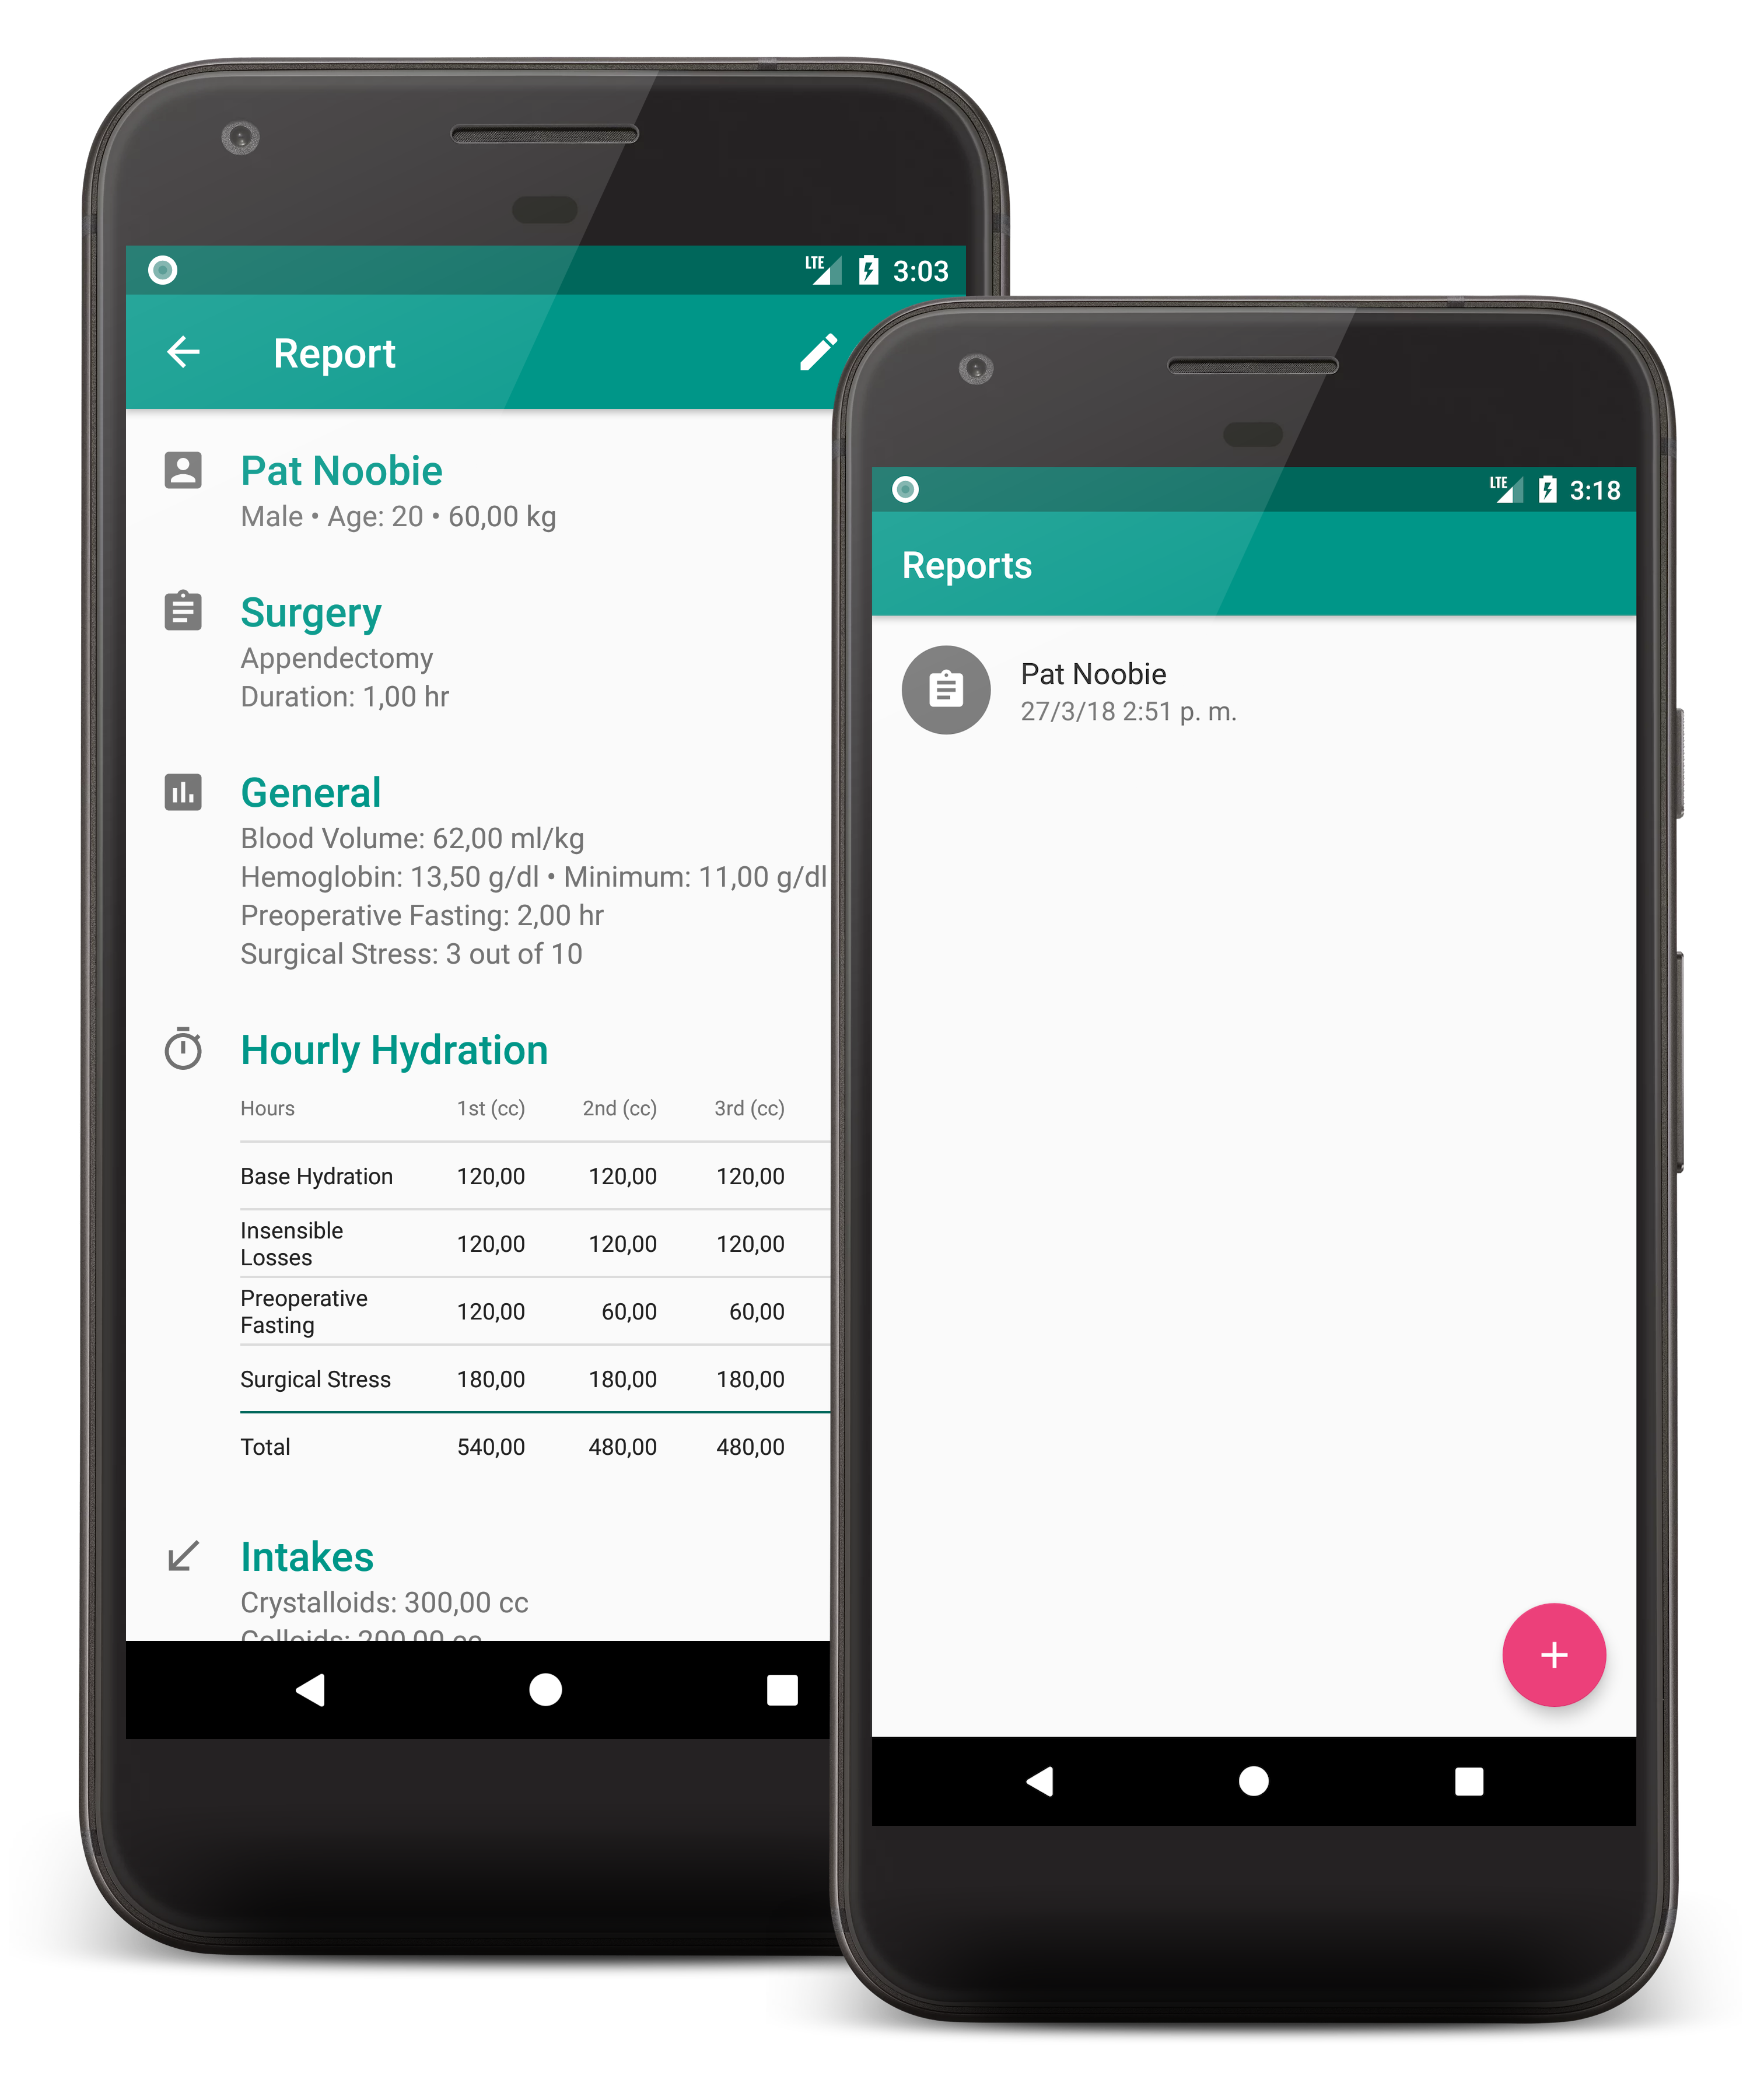 LTE 3:03
Report
Pat Noobie
Male • Age: 20 • 60,00 kg
Surgery
Appendectomy
Duration: 1,00 hr
General
Blood Volume: 62,00 ml/kg
Hemoglobin: 13,50 g/dl • Minimum: 11,00 g/dl
Preoperative Fasting: 2,00 hr
Surgical Stress: 3 out of 10
Hourly Hydration
Hours 1st (cc) 2nd (cc) 3rd (cc)
Base Hydration 120,00 120,00 120,00
Insensible
Losses 120,00 120,00 120,00
Preoperative
Fasting 120,00 60,00 60,00
Surgical Stress 180,00 180,00 180,00
Total 540,00 480,00 480,00
Intakes
Crystalloids: 300,00 cc
Colloids: 200,00 cc
LTE 3:18
Reports
Pat Noobie
27/3/18 2:51 p. m.